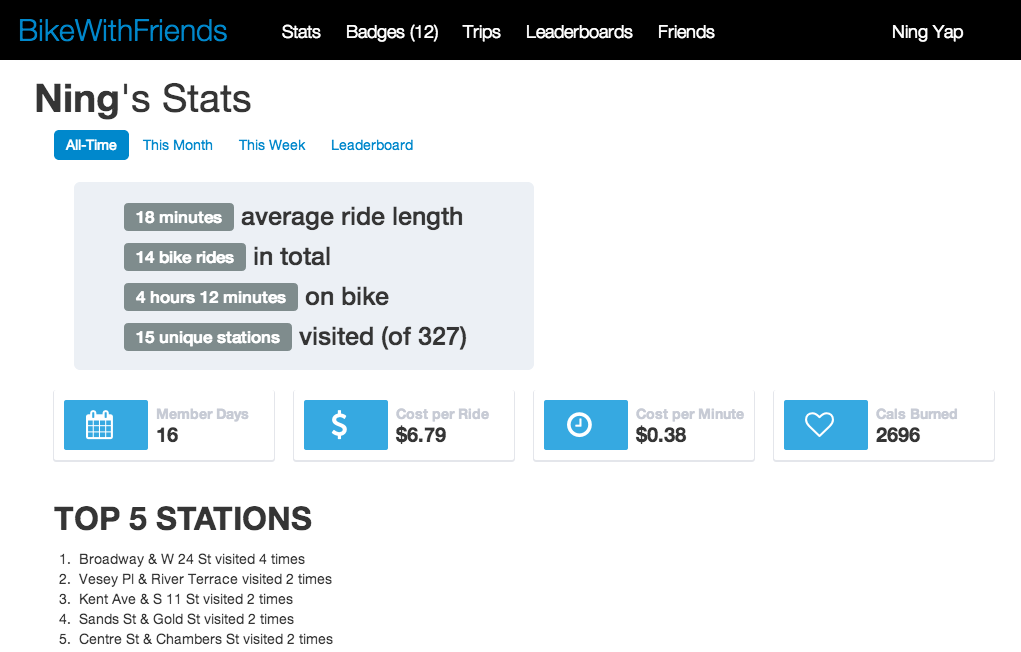 BikeWithFriends Stats Badges (12) Trips Leaderboards Friends Ning Yap
Ning's Stats
All-Time This Month This Week Leaderboard
18 minutes average ride length
14 bike rides in total
4 hours 12 minutes on bike
15 unique stations visited (of 327)
Member Days Cost per Ride Cost per Minute Cals Burned
16 $6.79 $0.38 2696
TOP 5 STATIONS
1. Broadway & W 24 St visited 4 times
2. Vesey Pl & River Terrace visited 2 times
3. Kent Ave & S 11 St visited 2 times
4. Sands St & Gold St visited 2 times
5. Centre St & Chambers St visited 2 times